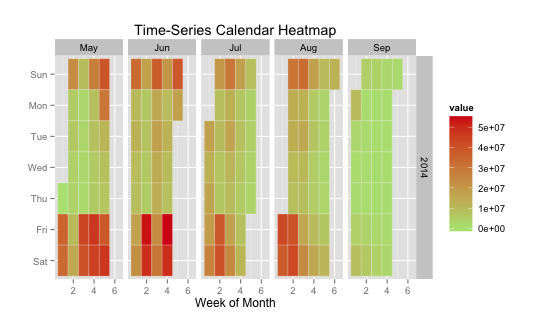 Time-Series Calendar Heatmap
May Jun Jul Aug Sep
Sun
Mon
Tue
Wed
Thu
Fri
Sat
2014
value
5e+07
4e+07
3e+07
2e+07
1e+07
0e+00
2 4 6 2 4 6 2 4 6 2 4 6 2 4 6
Week of Month